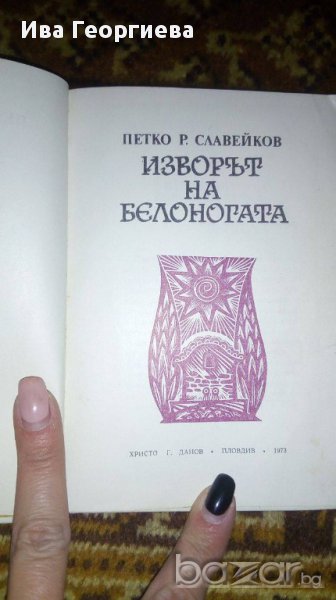 Ива Георгиева
ПЕТКО Р. СЛАВЕЙКОВ
ИЗВОРЪТ
НА
БЕЛОНОГАТА
ХРИСТО Г. ДАНОВ • ПЛОВДИВ • 1973
bazar.bg